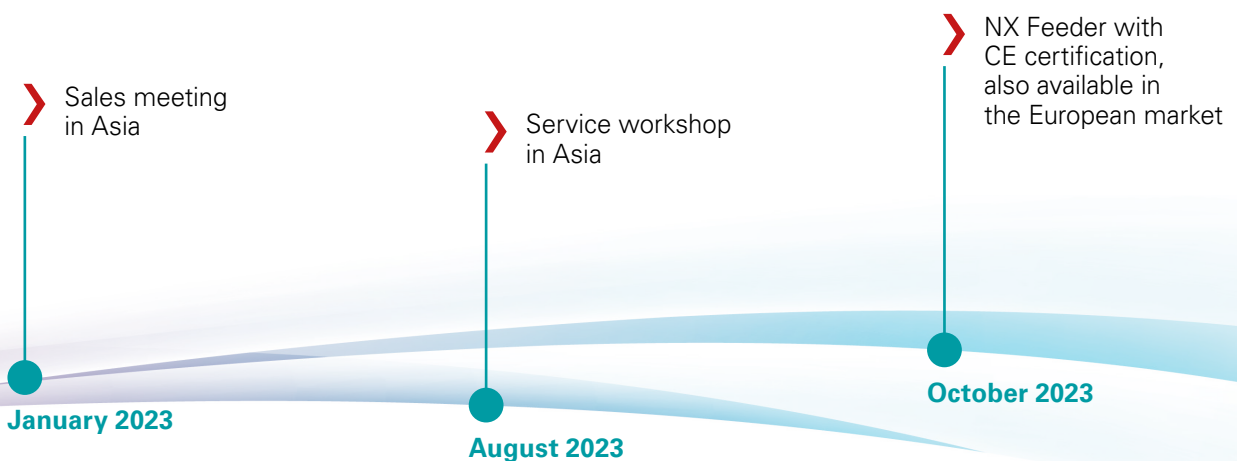 Sales meeting
in Asia
January 2023
Service workshop
in Asia
August 2023
NX Feeder with
CE certification,
also available in
the European market
October 2023